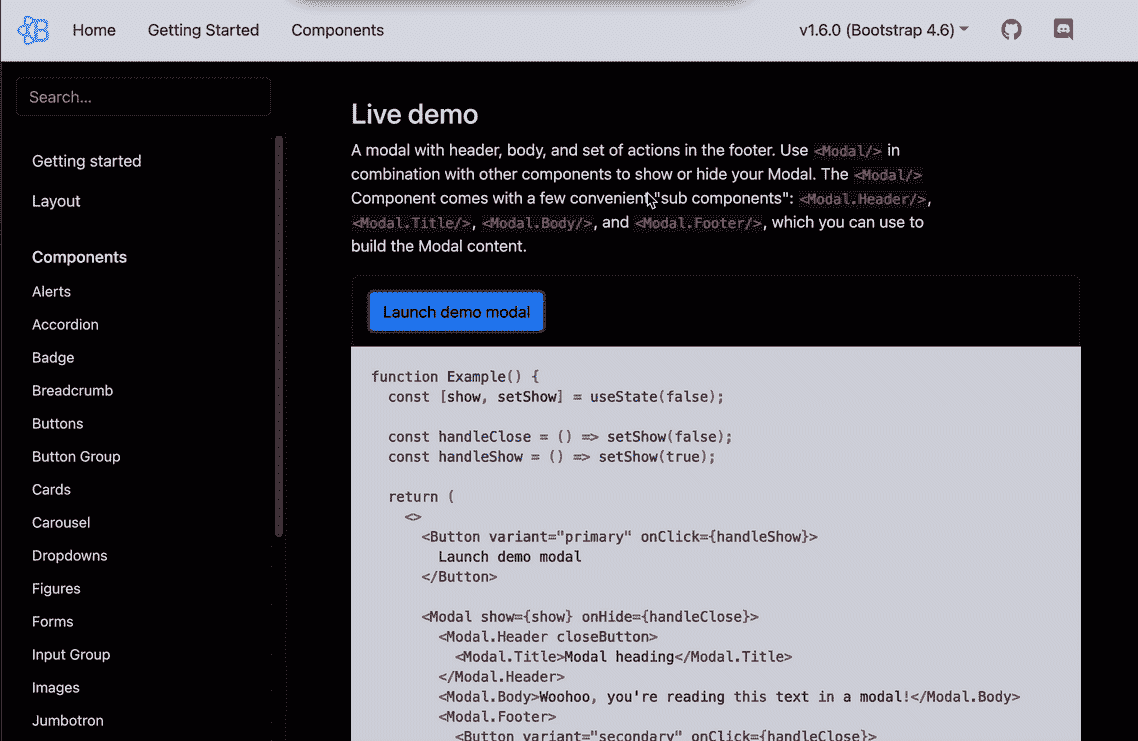 Home Getting Started Components v1.6.0 (Bootstrap 4.6)
Search...
Getting started
Layout
Components
Alerts
Accordion
Badge
Breadcrumb
Buttons
Button Group
Cards
Carousel
Dropdowns
Figures
Forms
Input Group
Images
Jumbotron
Live demo
A modal with header, body, and set of actions in the footer. Use <Modal/> in
combination with other components to show or hide your Modal. The <Modal/>
Component comes with a few convenient "sub components": <Modal.Header/>,
<Modal.Title/>, <Modal.Body/>, and <Modal.Footer/>, which you can use to
build the Modal content.
Launch demo modal
function Example() {
  const [show, setShow] = useState(false);
  const handleClose = () => setShow(false);
  const handleShow = () => setShow(true);
  return (
    <>
      <Button variant="primary" onClick={handleShow}>
        Launch demo modal
      </Button>
      <Modal show={show} onHide={handleClose}>
        <Modal.Header closeButton>
          <Modal.Title>Modal heading</Modal.Title>
        </Modal.Header>
        <Modal.Body>Woohoo, you're reading this text in a modal!</Modal.Body>
        <Modal.Footer>
          <Button variant="secondary" onClick={handleClose}>